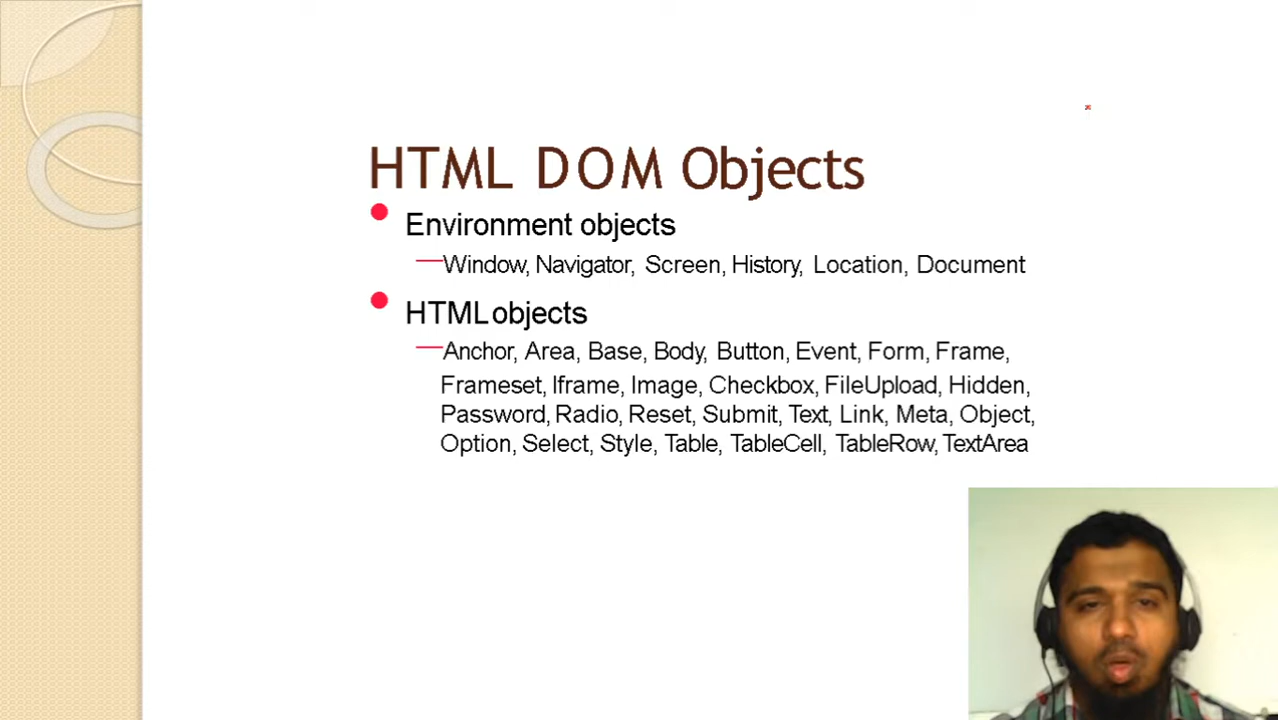 HTML DOM Objects
Environment objects
Window, Navigator, Screen, History, Location, Document
HTML objects
Anchor, Area, Base, Body, Button, Event, Form, Frame,
Frameset, Iframe, Image, Checkbox, FileUpload, Hidden,
Password, Radio, Reset, Submit, Text, Link, Meta, Object,
Option, Select, Style, Table, TableCell, TableRow, TextArea